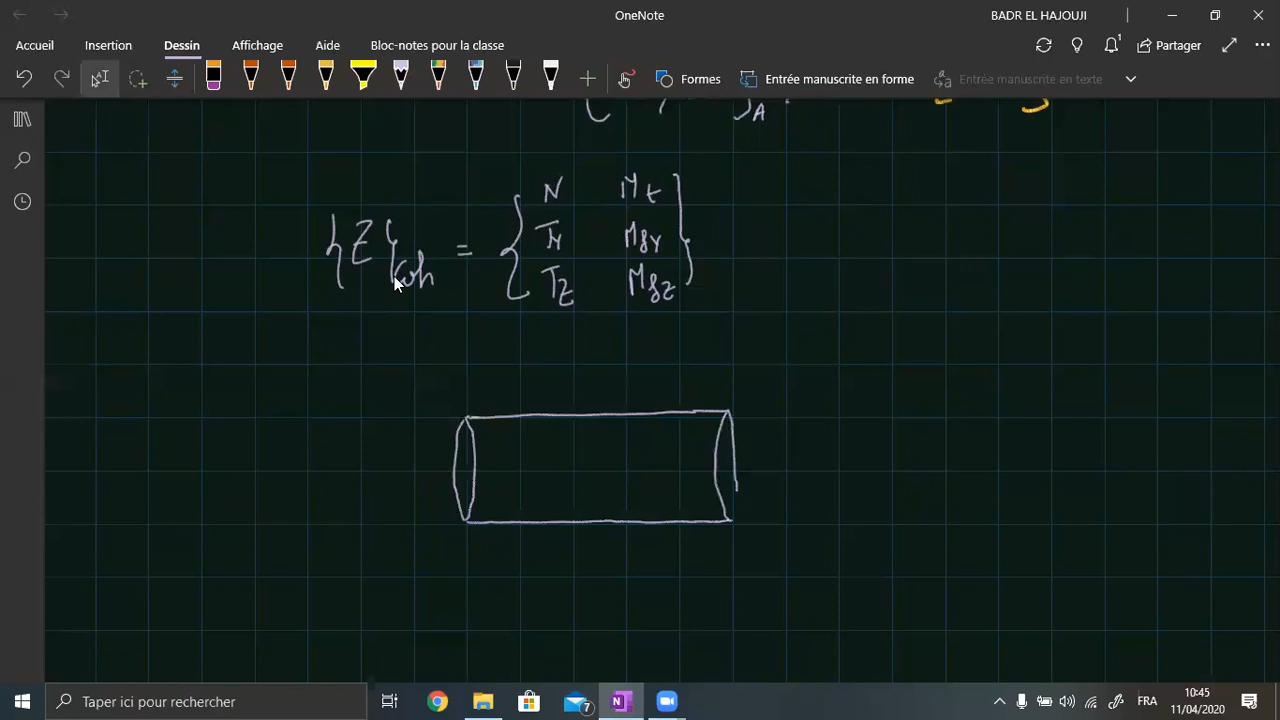 OneNote
BADR EL HAJOUJI
Accueil Insertion Dessin Affichage Aide Bloc-notes pour la classe
Partager
Formes Entrée manuscrite en forme Entrée manuscrite en texte
A
N Mt
{Z}coh = Ty Mfy
Tz Mfz
Taper ici pour rechercher
7
FRA
10:45
11/04/2020